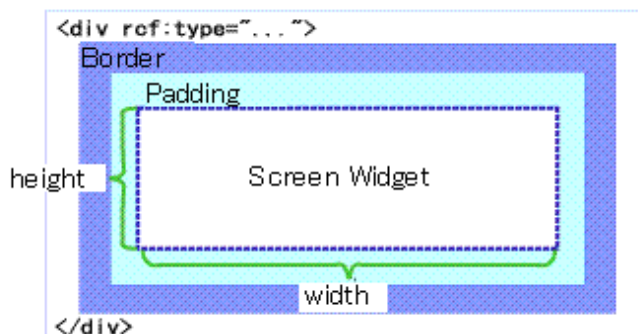 <div rcf:type="...">
Border
Padding
height
Screen Widget
width
</div>